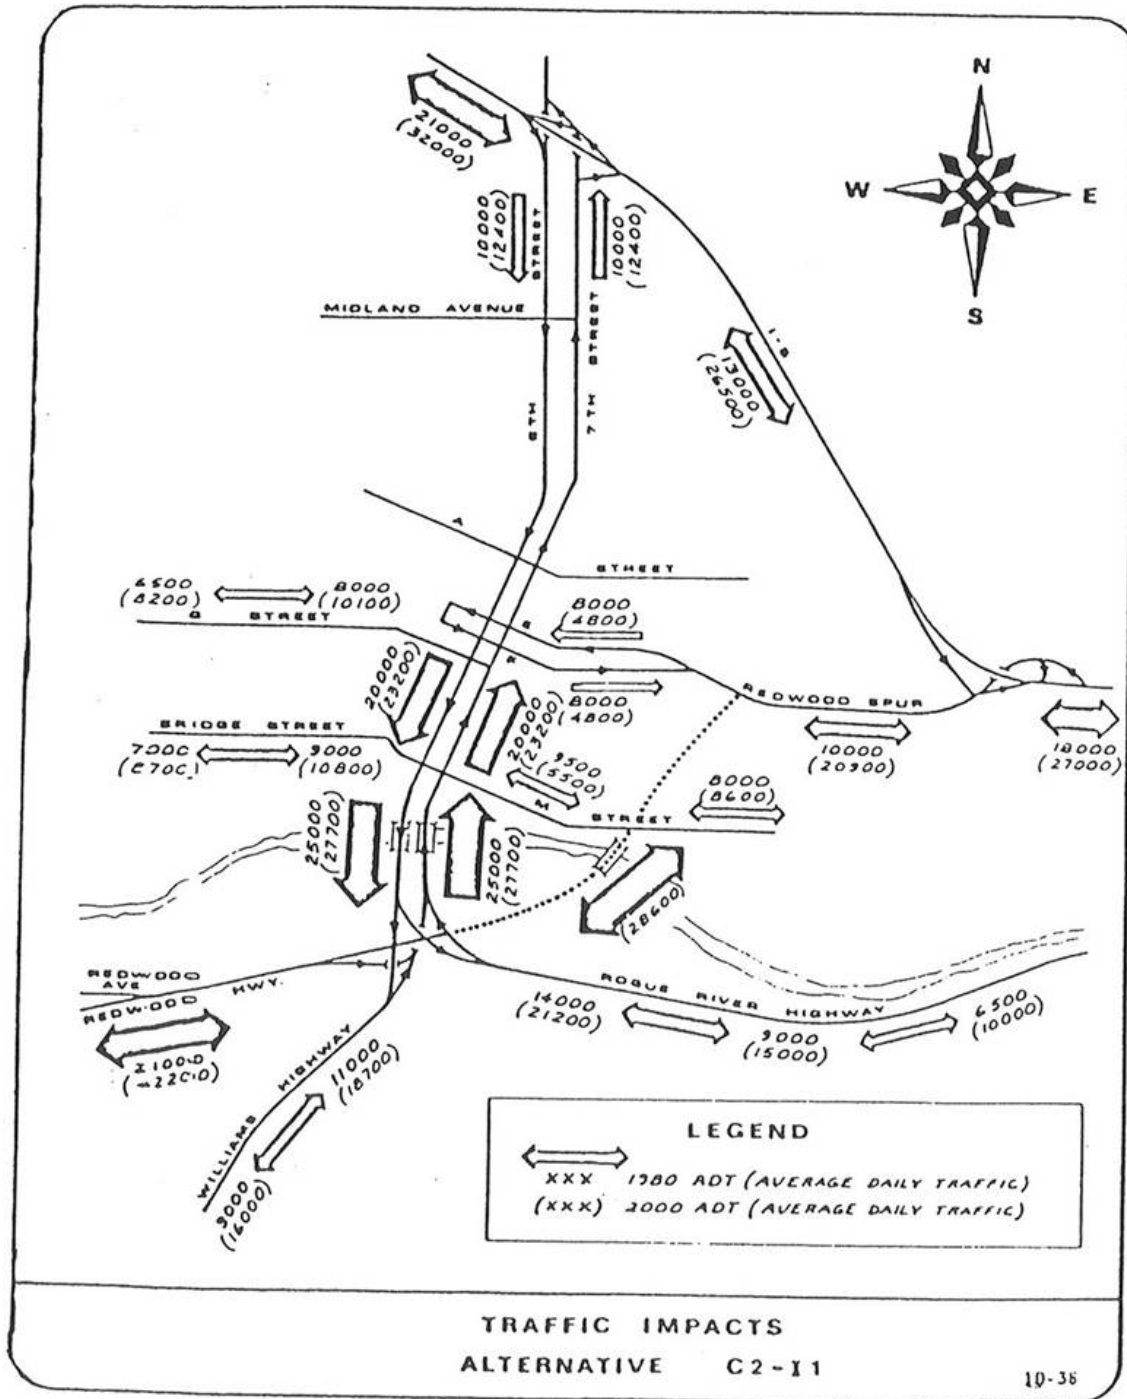 N
W
E
S
21000
(32000)
10000
(12400)
STREET
10000
(12400)
MIDLAND AVENUE
7TH STREET
6TH
I-5
13000
(26500)
A
STREET
6500
(8200)
8000
(10100)
G STREET
8000
(4800)
E
F
8000
(4800)
20000
(23200)
20000
(23200)
REDWOOD SPUR
10000
(20900)
18000
(27000)
BRIDGE STREET
7000
9000
(10800)
9500
(5500)
M
STREET
8000
(8600)
25000
(27700)
25000
(27700)
(28600)
REDWOOD
AVE
REDWOOD HWY.
ROGUE RIVER HIGHWAY
14000
(21200)
9000
(15000)
6500
(10000)
WILLIAMS HIGHWAY
11000
(18700)
9000
(16000)
LEGEND
XXX 1980 ADT (AVERAGE DAILY TRAFFIC)
(XXX) 2000 ADT (AVERAGE DAILY TRAFFIC)
TRAFFIC IMPACTS
ALTERNATIVE C2-I1